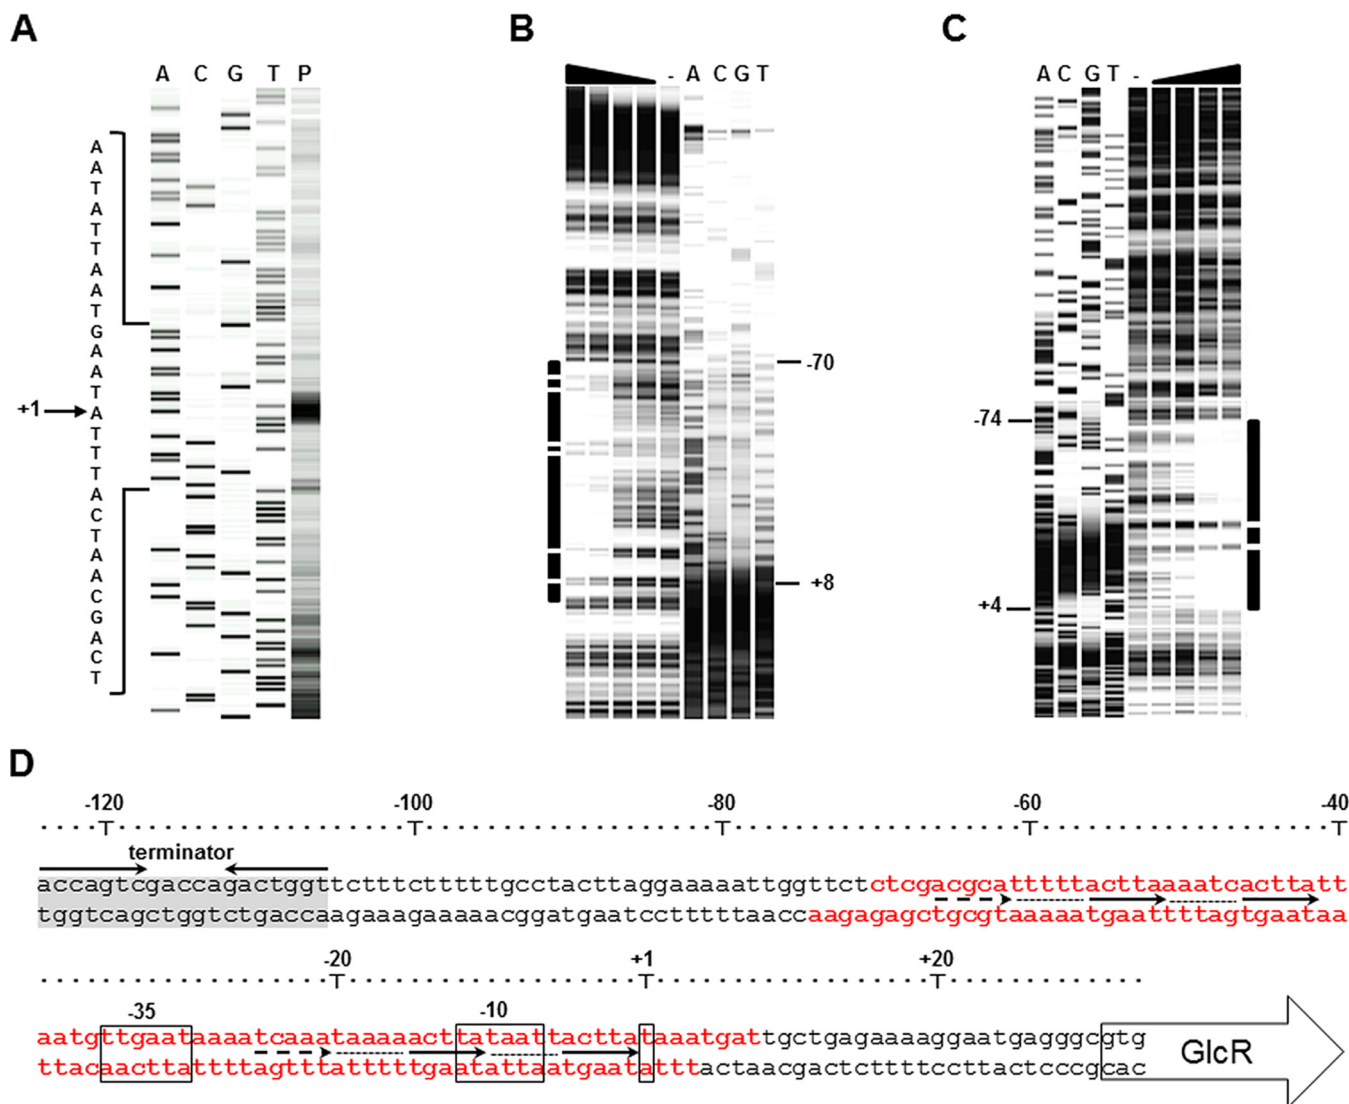 A
B
C
A C G T P
A
A
T
A
T
T
A
A
T
G
A
A
T
A
T
T
T
A
C
T
A
A
C
G
A
C
T
+1
- A C G T
-70
+8
A C G T -
-74
+4
D
-120 -100 -80 -60 -40
terminator
accagtcgaccagactggttctttctttttgcctacttaggaaaaattggttctctcgacgcatttttacttaaaatcacttatt
tggtcagctggtctgaccaagaaagaaaaacggatgaatcctttttaaccaagagagctgcgtaaaaatgaattttagtgaataa
-20 +1 +20
-35 -10
aatgttgaataaaatcaaataaaaacttataattacttataaatgattgctgagaaaaggaatgagggcgtg
ttacaacttattttagtttatttttgaatattaatgaatatttactaacgactcttttccttactcccgcac
GlcR